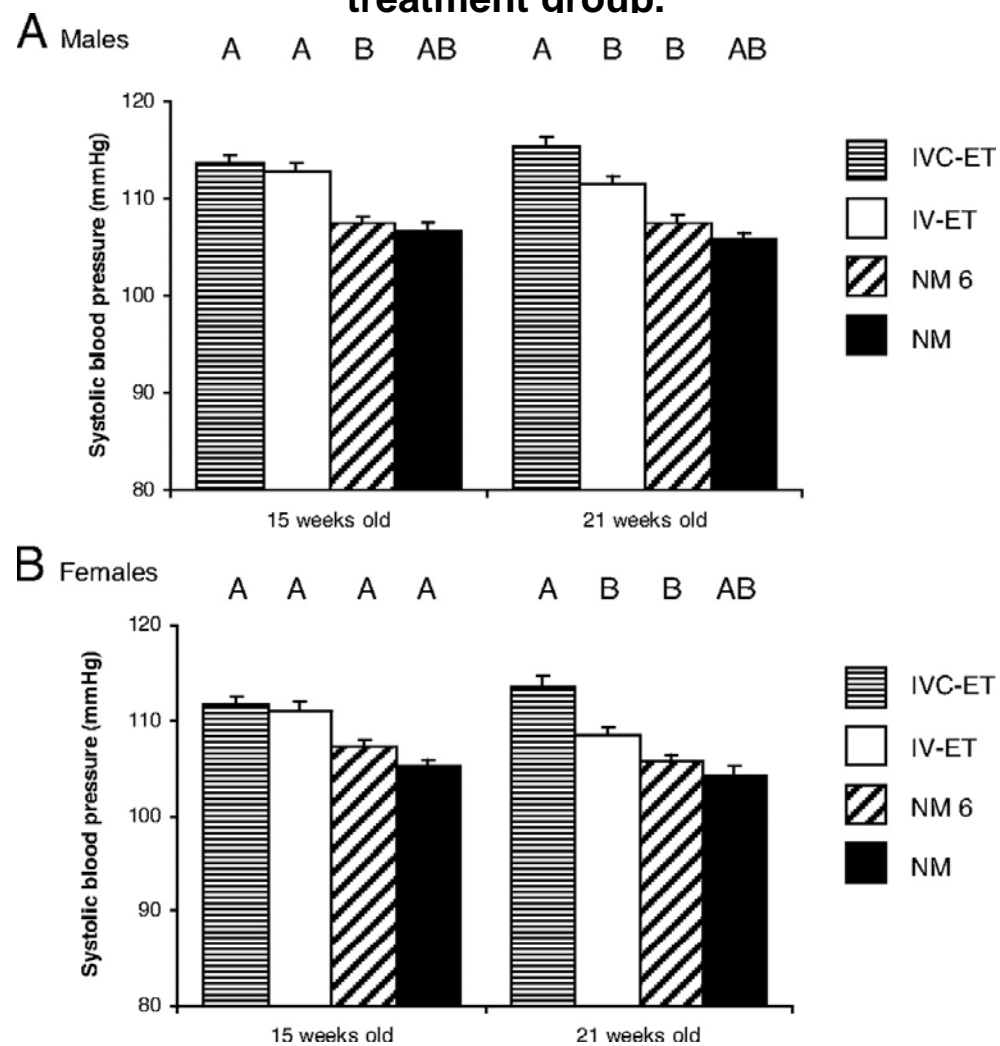 treatment group.
A Males
A A B AB A B B AB
120
110
100
90
80
Systolic blood pressure (mmHg)
IVC-ET
IV-ET
NM 6
NM
15 weeks old 21 weeks old
B Females
A A A A A B B AB
120
110
100
90
80
Systolic blood pressure (mmHg)
IVC-ET
IV-ET
NM 6
NM
15 weeks old 21 weeks old